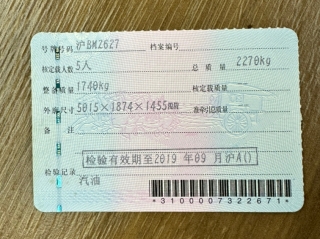 号牌号码 沪BMZ627 档案编号
核定载人数 5人 总质量 2270kg
整备质量 1740kg 核定载质量
外廓尺寸 5015×1874×1455mm 准牵引总质量
备注
检验有效期至2019年09月沪A()
检验记录
汽油
*3100007322671*